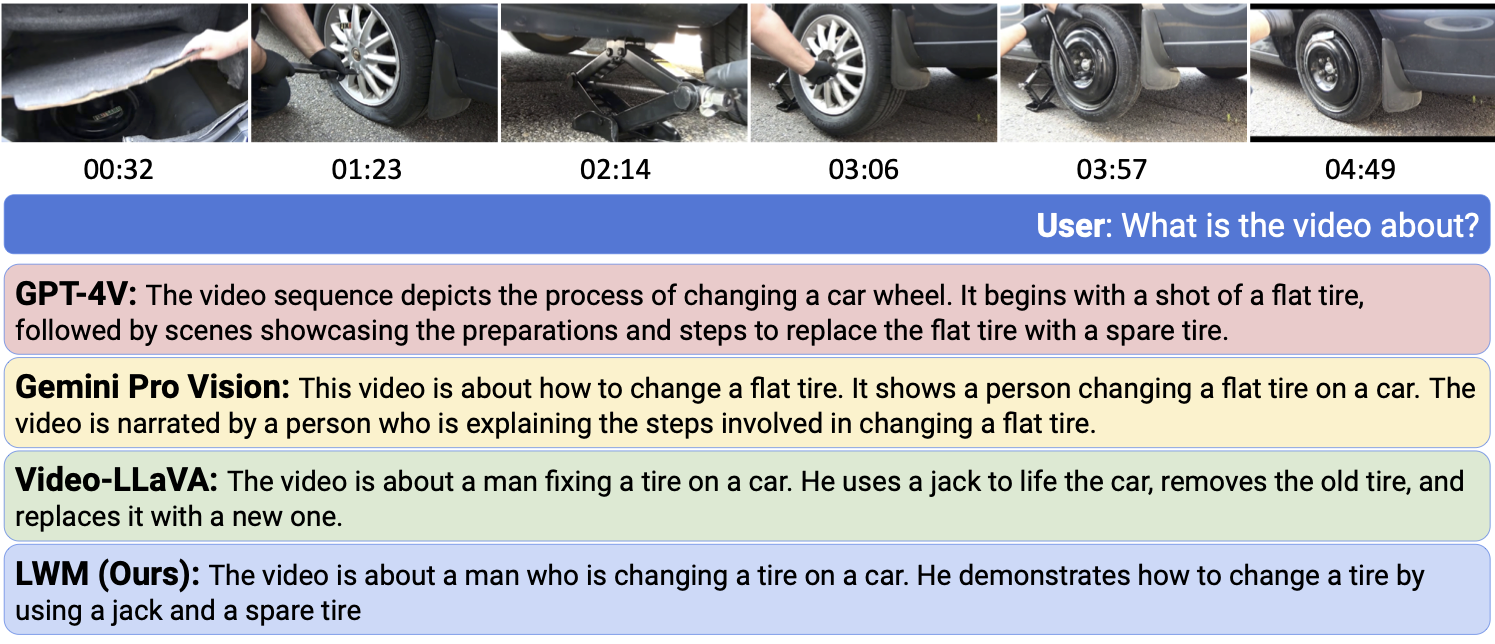 00:32 01:23 02:14 03:06 03:57 04:49
User: What is the video about?
GPT-4V: The video sequence depicts the process of changing a car wheel. It begins with a shot of a flat tire,
followed by scenes showcasing the preparations and steps to replace the flat tire with a spare tire.
Gemini Pro Vision: This video is about how to change a flat tire. It shows a person changing a flat tire on a car. The
video is narrated by a person who is explaining the steps involved in changing a flat tire.
Video-LLaVA: The video is about a man fixing a tire on a car. He uses a jack to life the car, removes the old tire, and
replaces it with a new one.
LWM (Ours): The video is about a man who is changing a tire on a car. He demonstrates how to change a tire by
using a jack and a spare tire